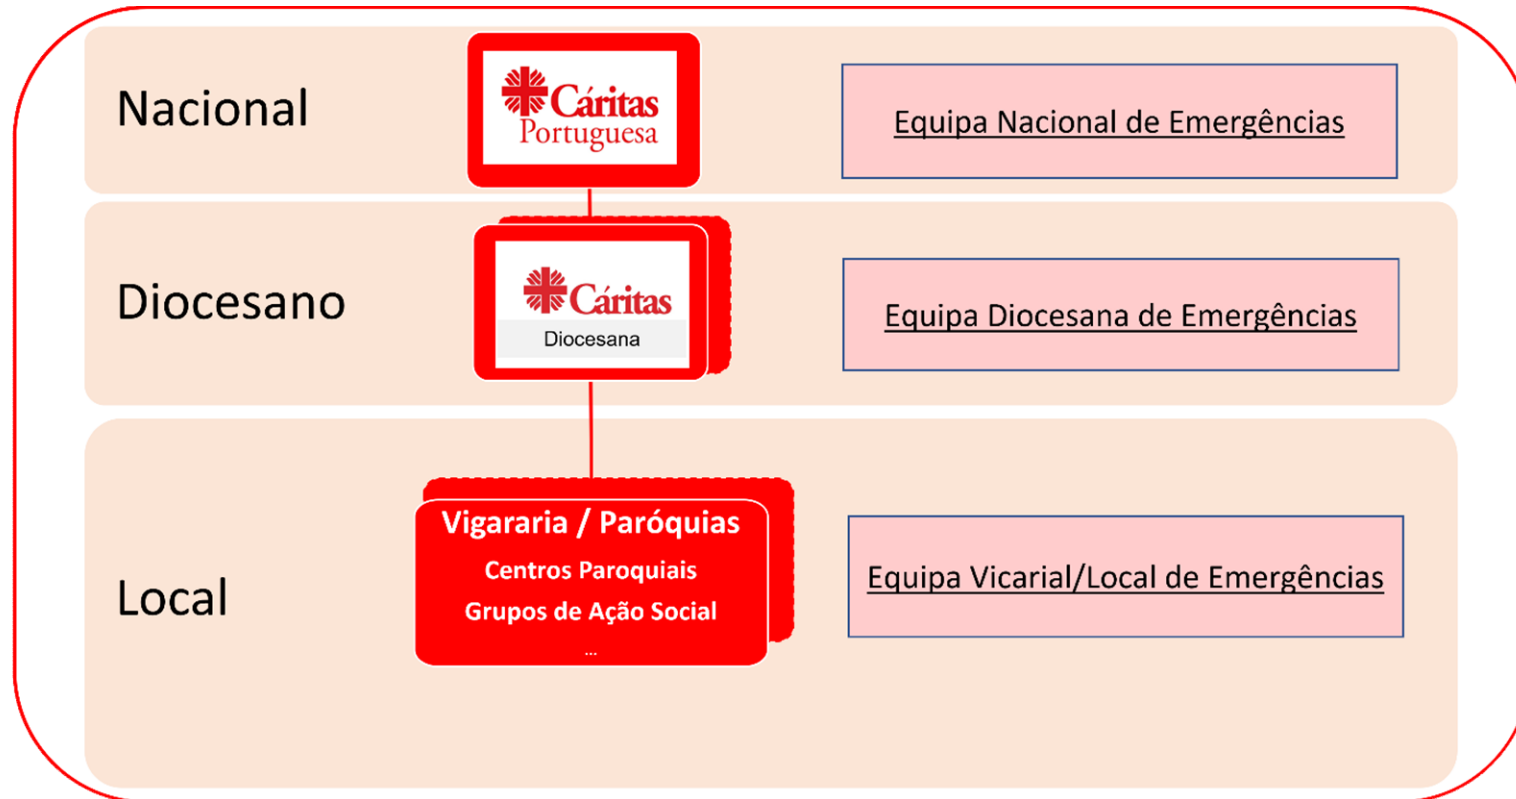 Nacional
Cáritas
Portuguesa
Equipa Nacional de Emergências
Diocesano
Cáritas
Diocesana
Equipa Diocesana de Emergências
Local
Vigararia / Paróquias
Centros Paroquiais
Grupos de Ação Social
...
Equipa Vicarial/Local de Emergências